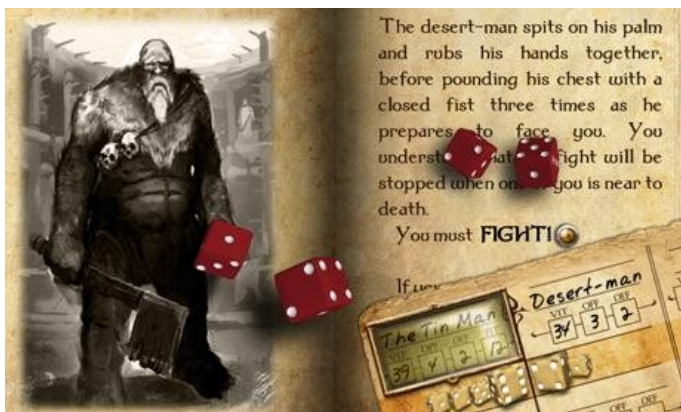 The desert-man spits on his palm
and rubs his hands together,
before pounding his chest with a
closed fist three times as he
prepares to face you. You
fight will be
stopped when you is near to
death.
You must FIGHT!
Desert-man
VIT OFF DEF
34 3 2
The Tin Man
VIT OFF
39 4 2 12
OFF DEF